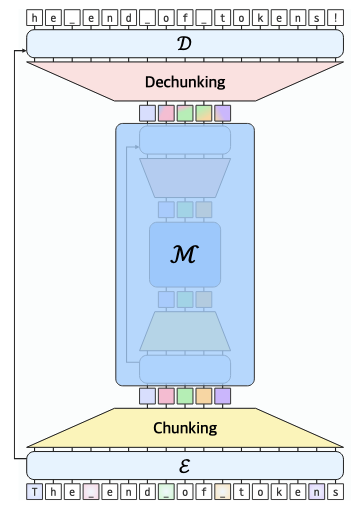 h e _ e n d _ o f _ t o k e n s !
𝒟
Dechunking
ℳ
Chunking
ℰ
T h e _ e n d _ o f _ t o k e n s